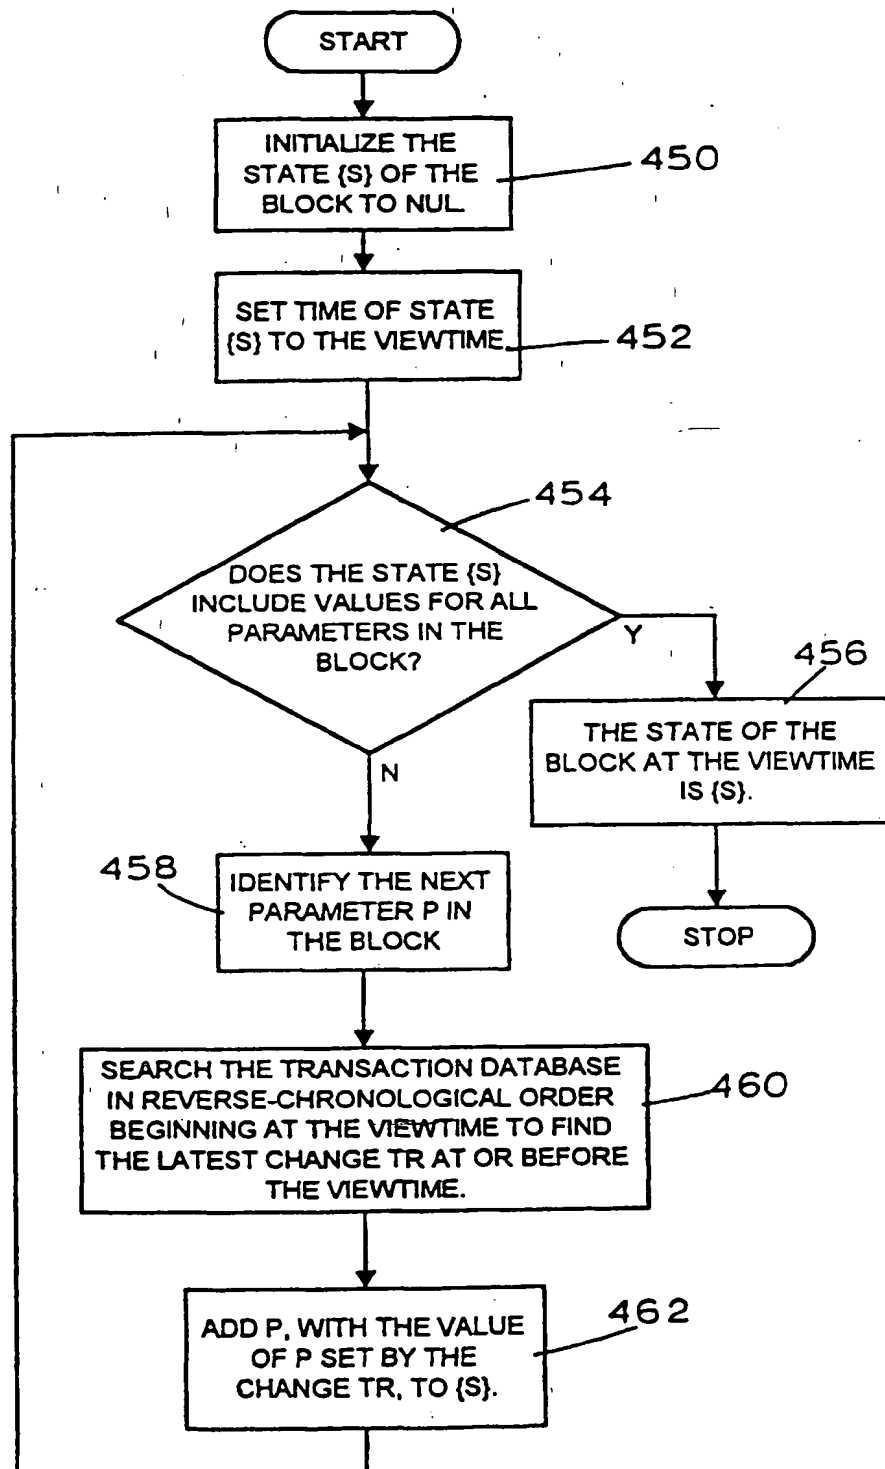 START
INITIALIZE THE
STATE {S} OF THE
BLOCK TO NUL
450
SET TIME OF STATE
{S} TO THE VIEWTIME
452
454
DOES THE STATE {S}
INCLUDE VALUES FOR ALL
PARAMETERS IN THE
BLOCK?
Y
456
THE STATE OF THE
BLOCK AT THE VIEWTIME
IS {S}.
N
458
IDENTIFY THE NEXT
PARAMETER P IN
THE BLOCK
STOP
SEARCH THE TRANSACTION DATABASE
IN REVERSE-CHRONOLOGICAL ORDER
BEGINNING AT THE VIEWTIME TO FIND
THE LATEST CHANGE TR AT OR BEFORE
THE VIEWTIME.
460
ADD P, WITH THE VALUE
OF P SET BY THE
CHANGE TR, TO {S}.
462